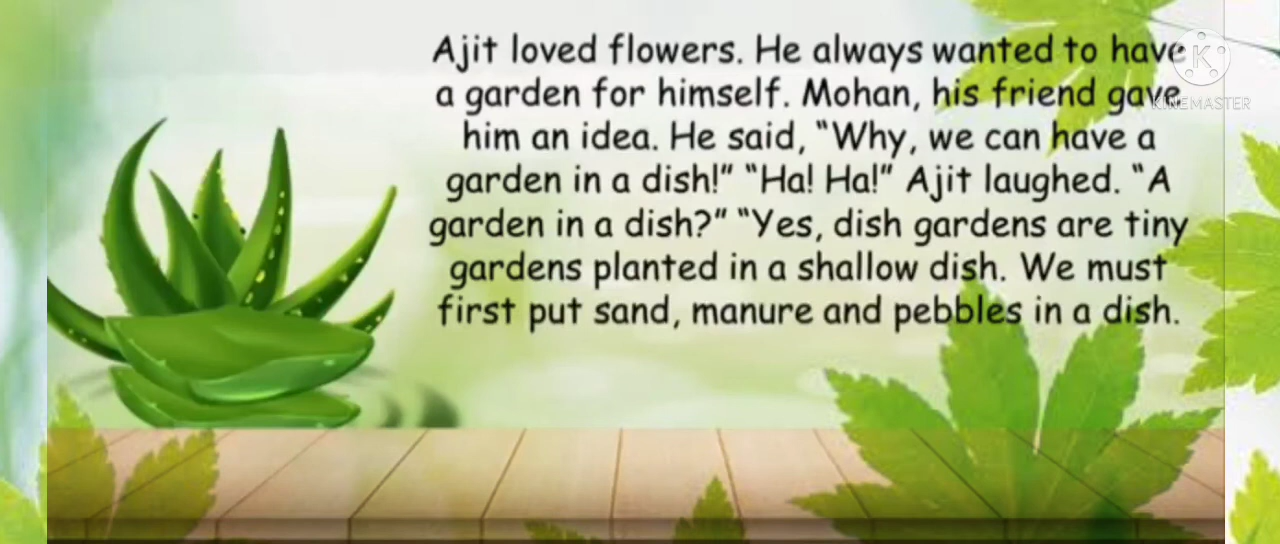 Ajit loved flowers. He always wanted to have
a garden for himself. Mohan, his friend gave
him an idea. He said, “Why, we can have a
garden in a dish!” “Ha! Ha!” Ajit laughed. “A
garden in a dish?” “Yes, dish gardens are tiny
gardens planted in a shallow dish. We must
first put sand, manure and pebbles in a dish.
K
KINEMASTER